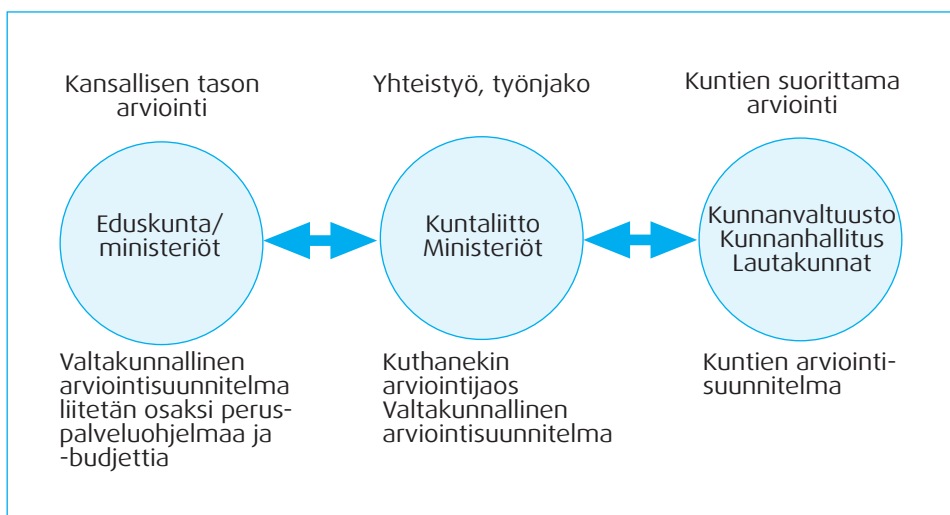 Kansallisen tason
arviointi
Eduskunta/
ministeriöt
Valtakunnallinen
arviointisuunnitelma
liitetän osaksi perus-
palveluohjelmaa ja
-budjettia
Yhteistyö, työnjako
Kuntaliitto
Ministeriöt
Kuthanekin
arviointijaos
Valtakunnallinen
arviointisuunnitelma
Kuntien suorittama
arviointi
Kunnanvaltuusto
Kunnanhallitus
Lautakunnat
Kuntien arviointi-
suunnitelma